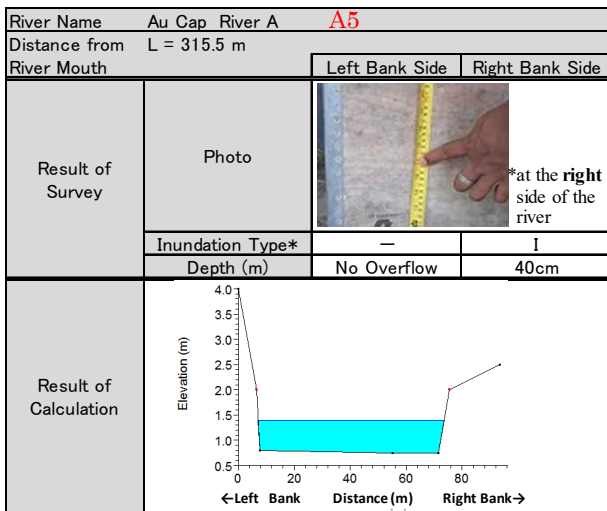 River Name Au Cap River A A5
Distance from L = 315.5 m
River Mouth Left Bank Side Right Bank Side
Result of
Survey
Photo
*at the right
side of the
river
Inundation Type* — I
Depth (m) No Overflow 40cm
Result of
Calculation
Elevation (m)
4.0
3.5
3.0
2.5
2.0
1.5
1.0
0.5
0 20 40 60 80
←Left Bank Distance (m) Right Bank→